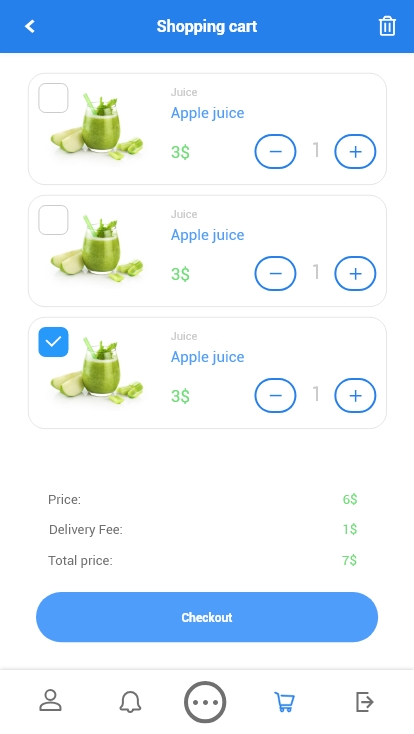 Shopping cart
Juice
Apple juice
3$ 1
Juice
Apple juice
3$ 1
Juice
Apple juice
3$ 1
Price: 6$
Delivery Fee: 1$
Total price: 7$
Checkout